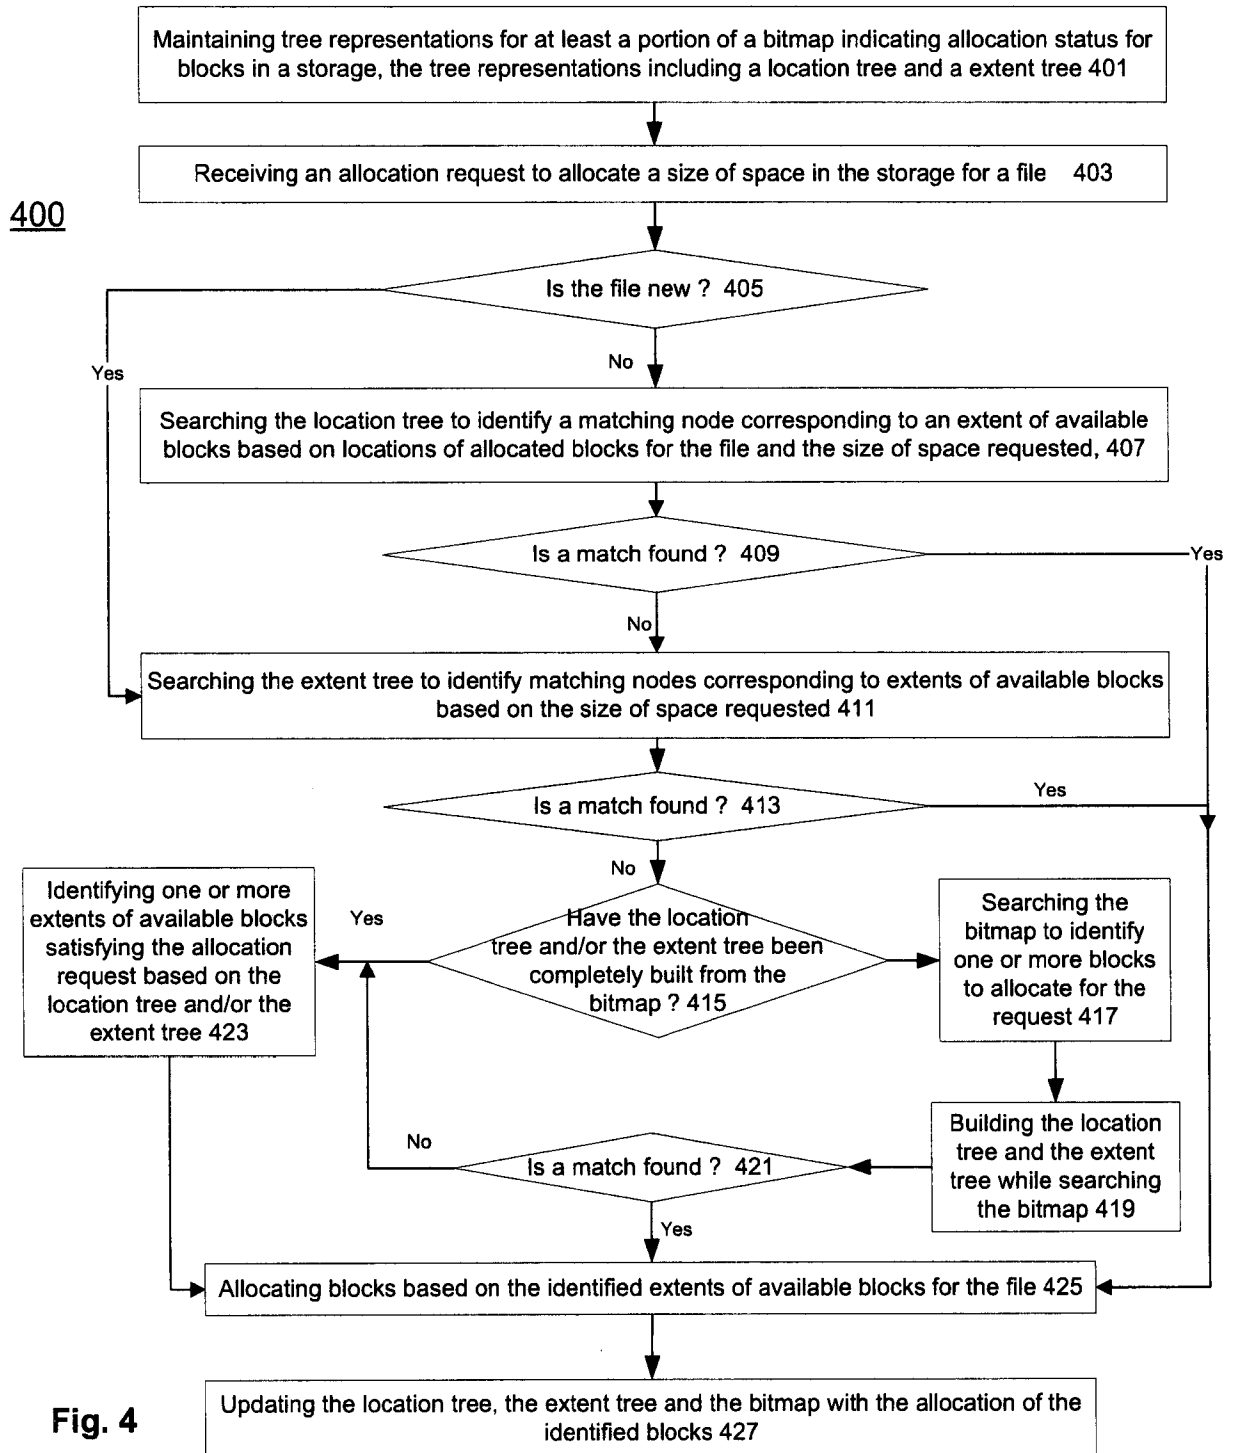 Maintaining tree representations for at least a portion of a bitmap indicating allocation status for
blocks in a storage, the tree representations including a location tree and a extent tree 401
Receiving an allocation request to allocate a size of space in the storage for a file 403
400
Is the file new ? 405
Yes
No
Searching the location tree to identify a matching node corresponding to an extent of available
blocks based on locations of allocated blocks for the file and the size of space requested, 407
Is a match found ? 409
Yes
No
Searching the extent tree to identify matching nodes corresponding to extents of available blocks
based on the size of space requested 411
Is a match found ? 413
Yes
No
Identifying one or more
extents of available blocks
satisfying the allocation
request based on the
location tree and/or the
extent tree 423
Yes
Have the location
tree and/or the extent tree been
completely built from the
bitmap ? 415
Searching the
bitmap to identify
one or more blocks
to allocate for the
request 417
Building the location
tree and the extent
tree while searching
the bitmap 419
No
Is a match found ? 421
Yes
Allocating blocks based on the identified extents of available blocks for the file 425
Updating the location tree, the extent tree and the bitmap with the allocation of the
identified blocks 427
Fig. 4